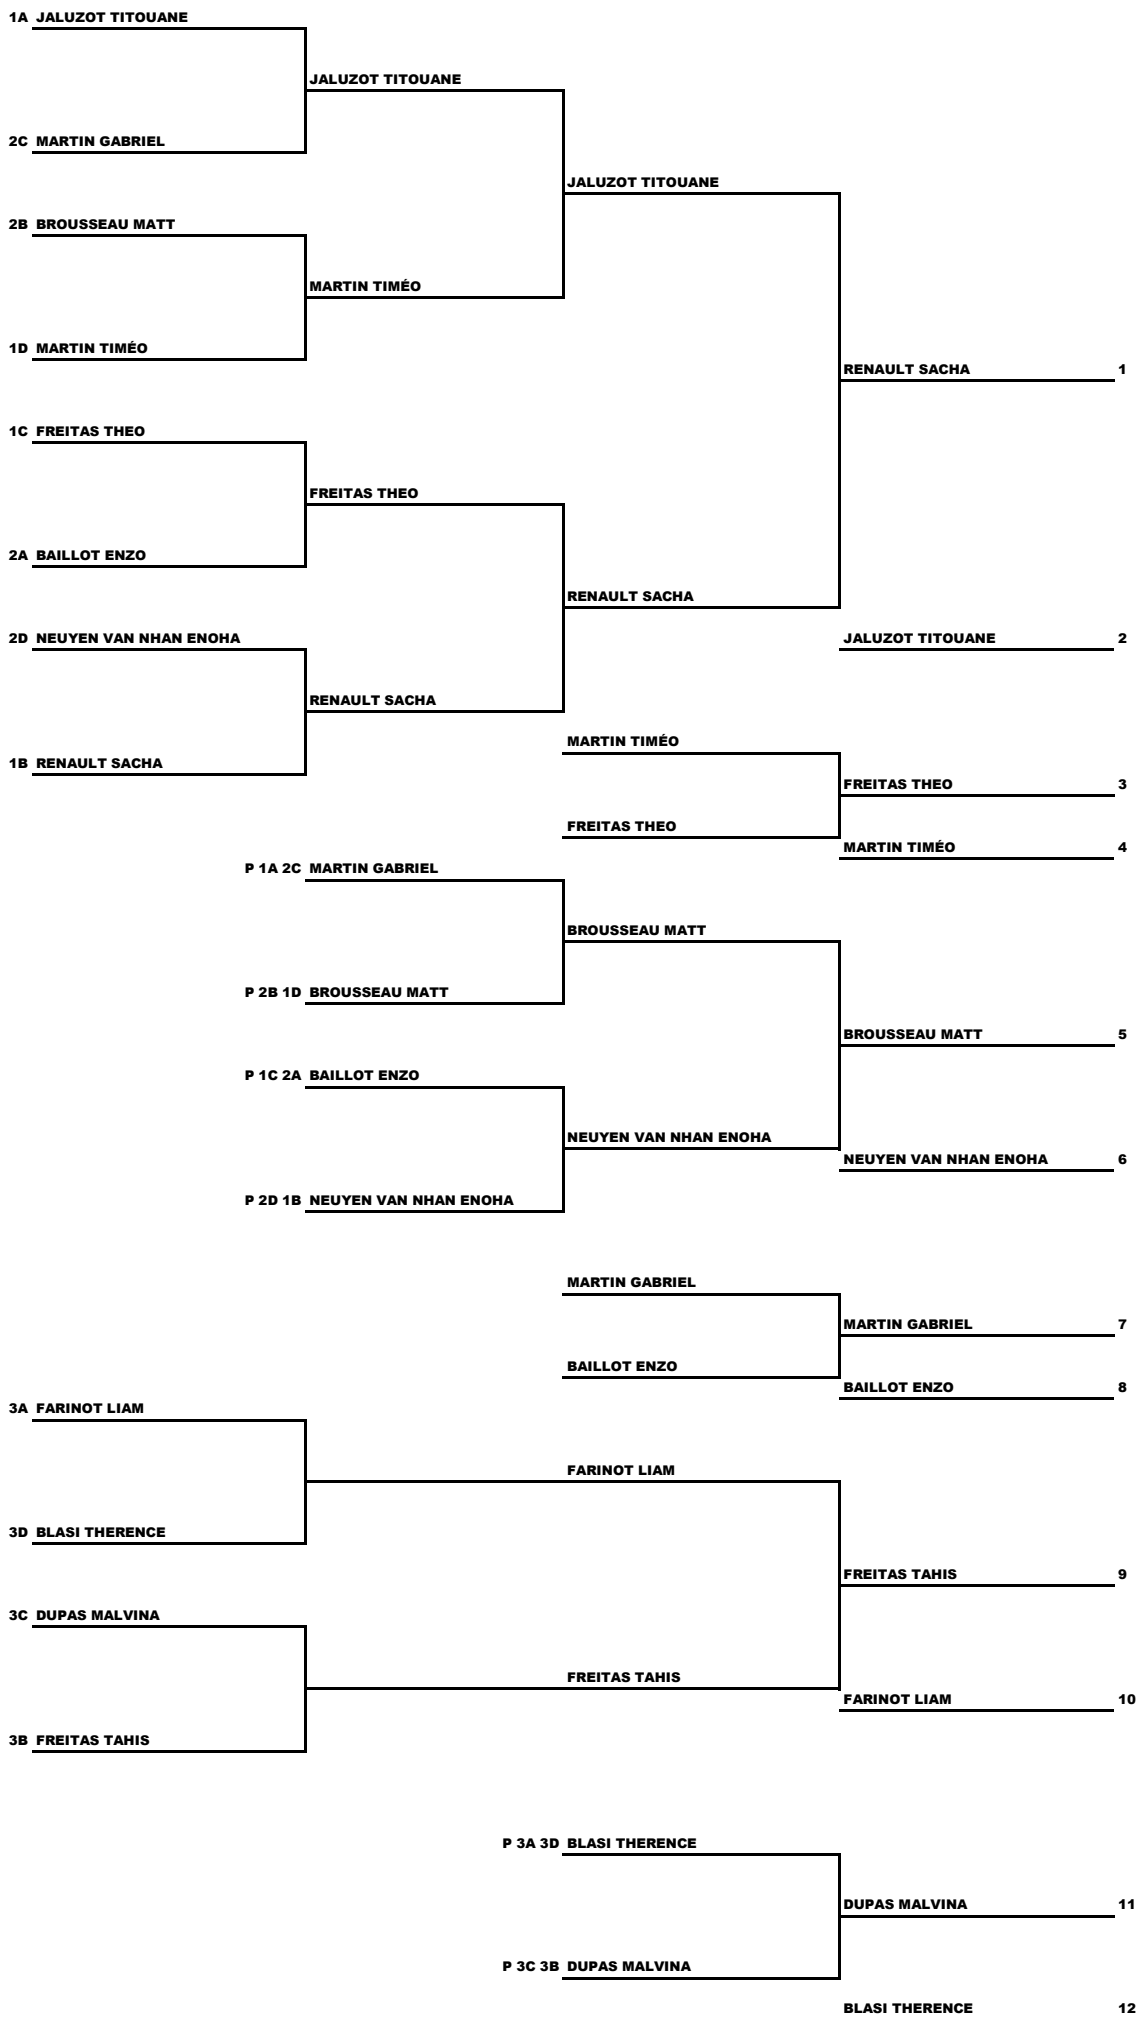 1A JALUZOT TITOUANE
JALUZOT TITOUANE
2C MARTIN GABRIEL
JALUZOT TITOUANE
2B BROUSSEAU MATT
MARTIN TIMÉO
1D MARTIN TIMÉO
RENAULT SACHA 1
1C FREITAS THEO
FREITAS THEO
2A BAILLOT ENZO
RENAULT SACHA
2D NEUYEN VAN NHAN ENOHA
JALUZOT TITOUANE 2
RENAULT SACHA
MARTIN TIMÉO
1B RENAULT SACHA
FREITAS THEO 3
FREITAS THEO
MARTIN TIMÉO 4
P 1A 2C MARTIN GABRIEL
BROUSSEAU MATT
P 2B 1D BROUSSEAU MATT
BROUSSEAU MATT 5
P 1C 2A BAILLOT ENZO
NEUYEN VAN NHAN ENOHA
NEUYEN VAN NHAN ENOHA 6
P 2D 1B NEUYEN VAN NHAN ENOHA
MARTIN GABRIEL
MARTIN GABRIEL 7
BAILLOT ENZO
BAILLOT ENZO 8
3A FARINOT LIAM
FARINOT LIAM
3D BLASI THERENCE
FREITAS TAHIS 9
3C DUPAS MALVINA
FREITAS TAHIS
FARINOT LIAM 10
3B FREITAS TAHIS
P 3A 3D BLASI THERENCE
DUPAS MALVINA 11
P 3C 3B DUPAS MALVINA
BLASI THERENCE 12